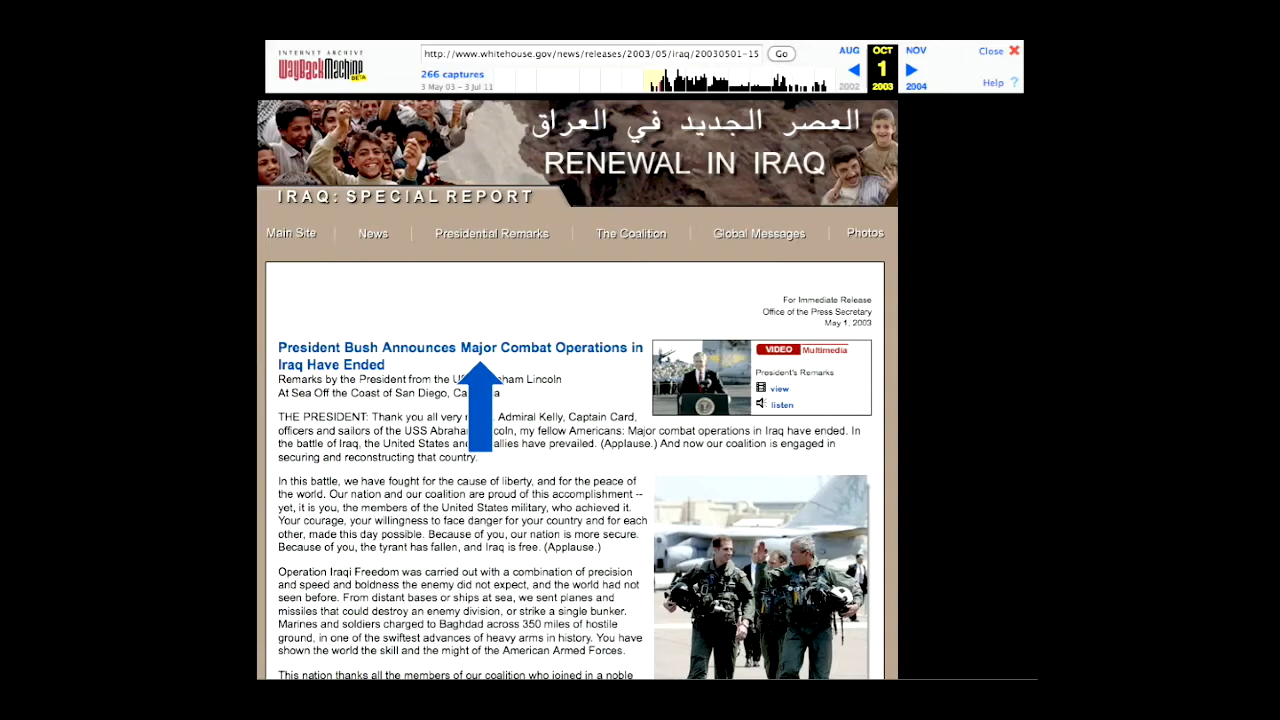 INTERNET ARCHIVE
WayBackMachine
BETA
http://www.whitehouse.gov/news/releases/2003/05/iraq/20030501-15
Go
266 captures
3 May 03 – 3 Jul 11
AUG
OCT
NOV
1
2002
2003
2004
Close
Help ?
العصر الجديد في العراق
RENEWAL IN IRAQ
IRAQ: SPECIAL REPORT
Main Site
News
Presidential Remarks
The Coalition
Global Messages
Photos
For Immediate Release
Office of the Press Secretary
May 1, 2003
President Bush Announces Major Combat Operations in
Iraq Have Ended
Remarks by the President from the Lincoln
At Sea Off the Coast of San Diego,
VIDEO Multimedia
President's Remarks
view
listen
THE PRESIDENT: Thank you all very Admiral Kelly, Captain Card,
officers and sailors of the USS my fellow Americans: Major combat operations in Iraq have ended. In
the battle of Iraq, the United States allies have prevailed. (Applause.) And now our coalition is engaged in
securing and reconstructing that country.
In this battle, we have fought for the cause of liberty, and for the peace of
the world. Our nation and our coalition are proud of this accomplishment --
yet, it is you, the members of the United States military, who achieved it.
Your courage, your willingness to face danger for your country and for each
other, made this day possible. Because of you, our nation is more secure.
Because of you, the tyrant has fallen, and Iraq is free. (Applause.)
Operation Iraqi Freedom was carried out with a combination of precision
and speed and boldness the enemy did not expect, and the world had not
seen before. From distant bases or ships at sea, we sent planes and
missiles that could destroy an enemy division, or strike a single bunker.
Marines and soldiers charged to Baghdad across 350 miles of hostile
ground, in one of the swiftest advances of heavy arms in history. You have
shown the world the skill and the might of the American Armed Forces.
This nation thanks all the members of our coalition who joined in a noble